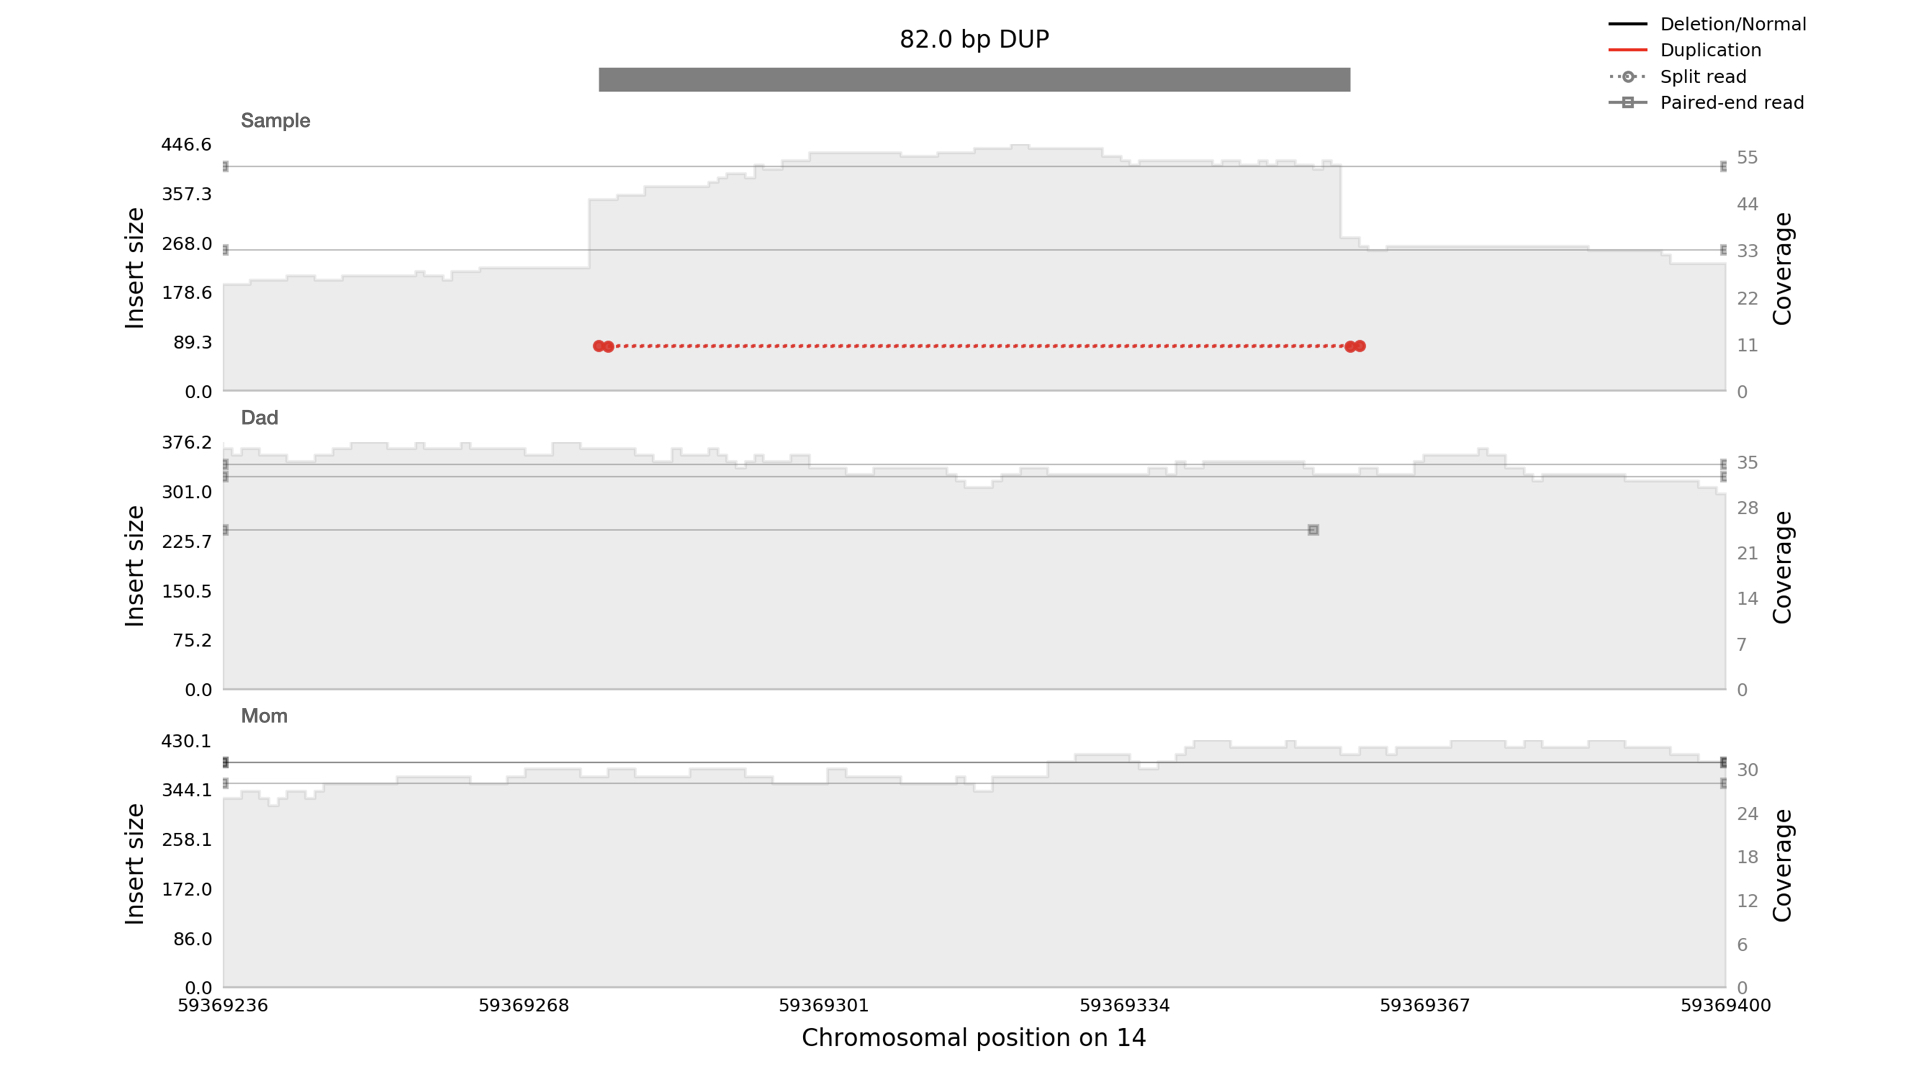 82.0 bp DUP
Deletion/Normal
Duplication
Split read
Paired-end read
Sample
446.6
357.3
268.0
178.6
89.3
0.0
Insert size
55
44
33
22
11
0
Coverage
Dad
376.2
301.0
225.7
150.5
75.2
0.0
Insert size
35
28
21
14
7
0
Coverage
Mom
430.1
344.1
258.1
172.0
86.0
0.0
Insert size
30
24
18
12
6
0
Coverage
59369236 59369268 59369301 59369334 59369367 59369400
Chromosomal position on 14